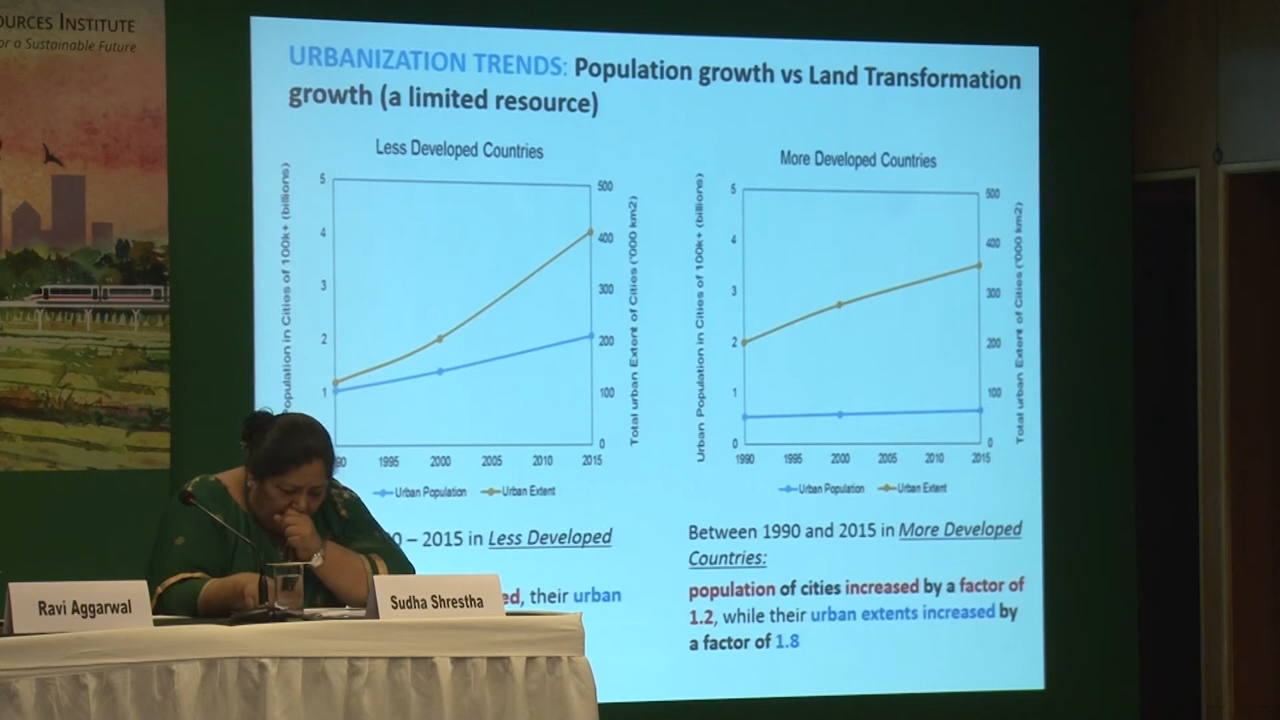 OURCES INSTITUTE
or a Sustainable Future
URBANIZATION TRENDS: Population growth vs Land Transformation
growth (a limited resource)
Less Developed Countries
Population in Cities of 100k+ (billions)
5
4
3
2
1
500
400
300
200
100
0
Total urban Extent of Cities ('000 km2)
90 1995 2000 2005 2010 2015
Urban Population Urban Extent
More Developed Countries
Urban Population in Cities of 100k+ (billions)
5
4
3
2
1
0
500
400
300
200
100
0
Total urban Extent of Cities ('000 km2)
1990 1995 2000 2005 2010 2015
Urban Population Urban Extent
0 – 2015 in Less Developed
ed, their urban
Between 1990 and 2015 in More Developed
Countries:
population of cities increased by a factor of
1.2, while their urban extents increased by
a factor of 1.8
Ravi Aggarwal
Sudha Shrestha